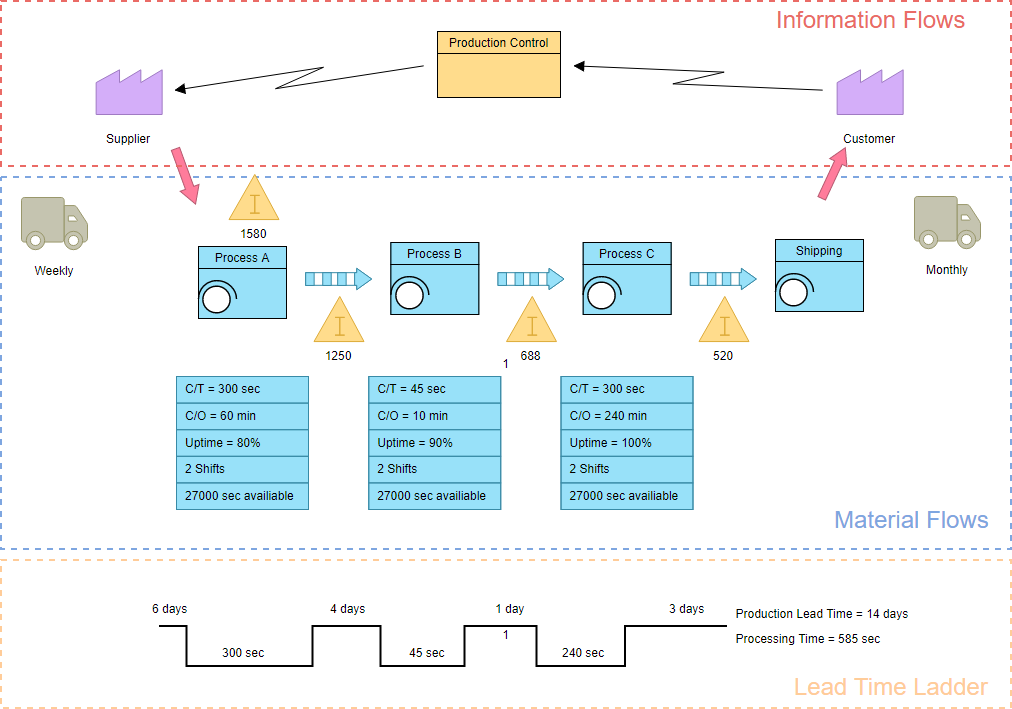 Information Flows
Production Control
Supplier
Customer
I
1580
Weekly
Monthly
Process A
Process B
Process C
Shipping
I
I
I
1250
688
520
1
C/T = 300 sec
C/O = 60 min
Uptime = 80%
2 Shifts
27000 sec availiable
C/T = 45 sec
C/O = 10 min
Uptime = 90%
2 Shifts
27000 sec availiable
C/T = 300 sec
C/O = 240 min
Uptime = 100%
2 Shifts
27000 sec availiable
Material Flows
6 days
4 days
1 day
3 days
1
300 sec
45 sec
240 sec
Production Lead Time = 14 days
Processing Time = 585 sec
Lead Time Ladder